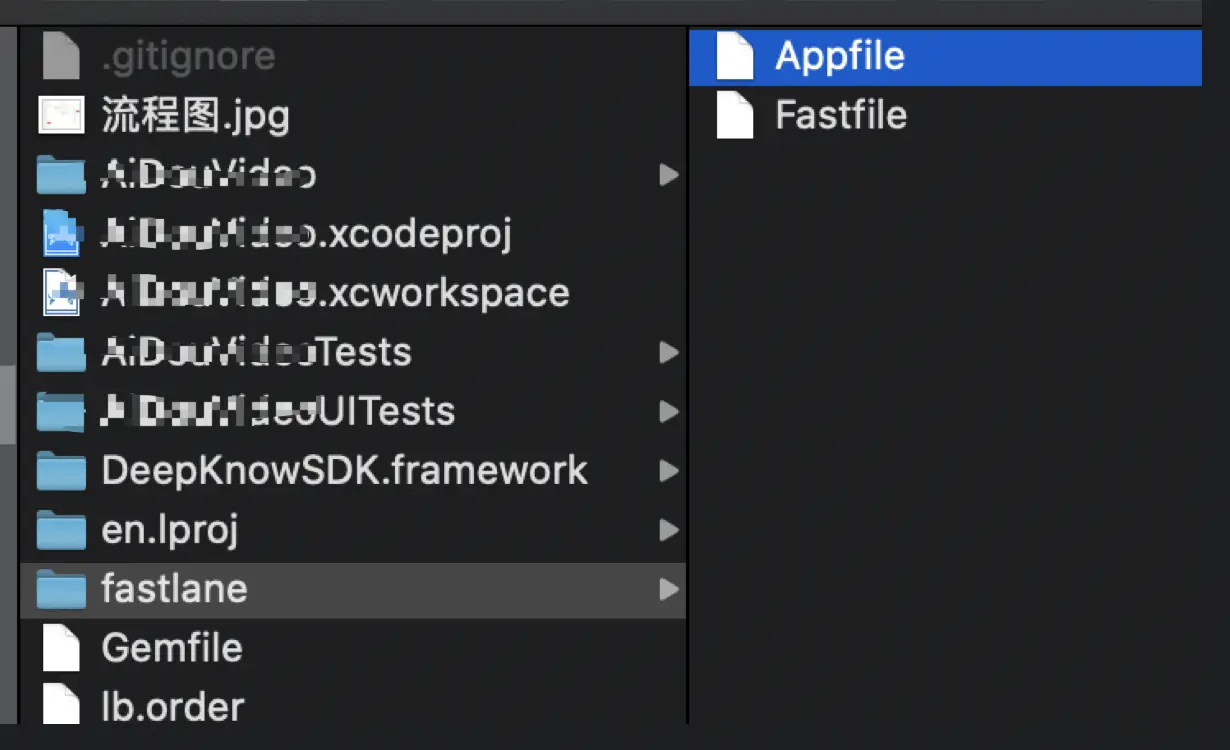 .gitignore
流程图.jpg
.xcodeproj
.xcworkspace
Tests
UITests
DeepKnowSDK.framework
en.lproj
fastlane
Gemfile
lb.order
Appfile
Fastfile